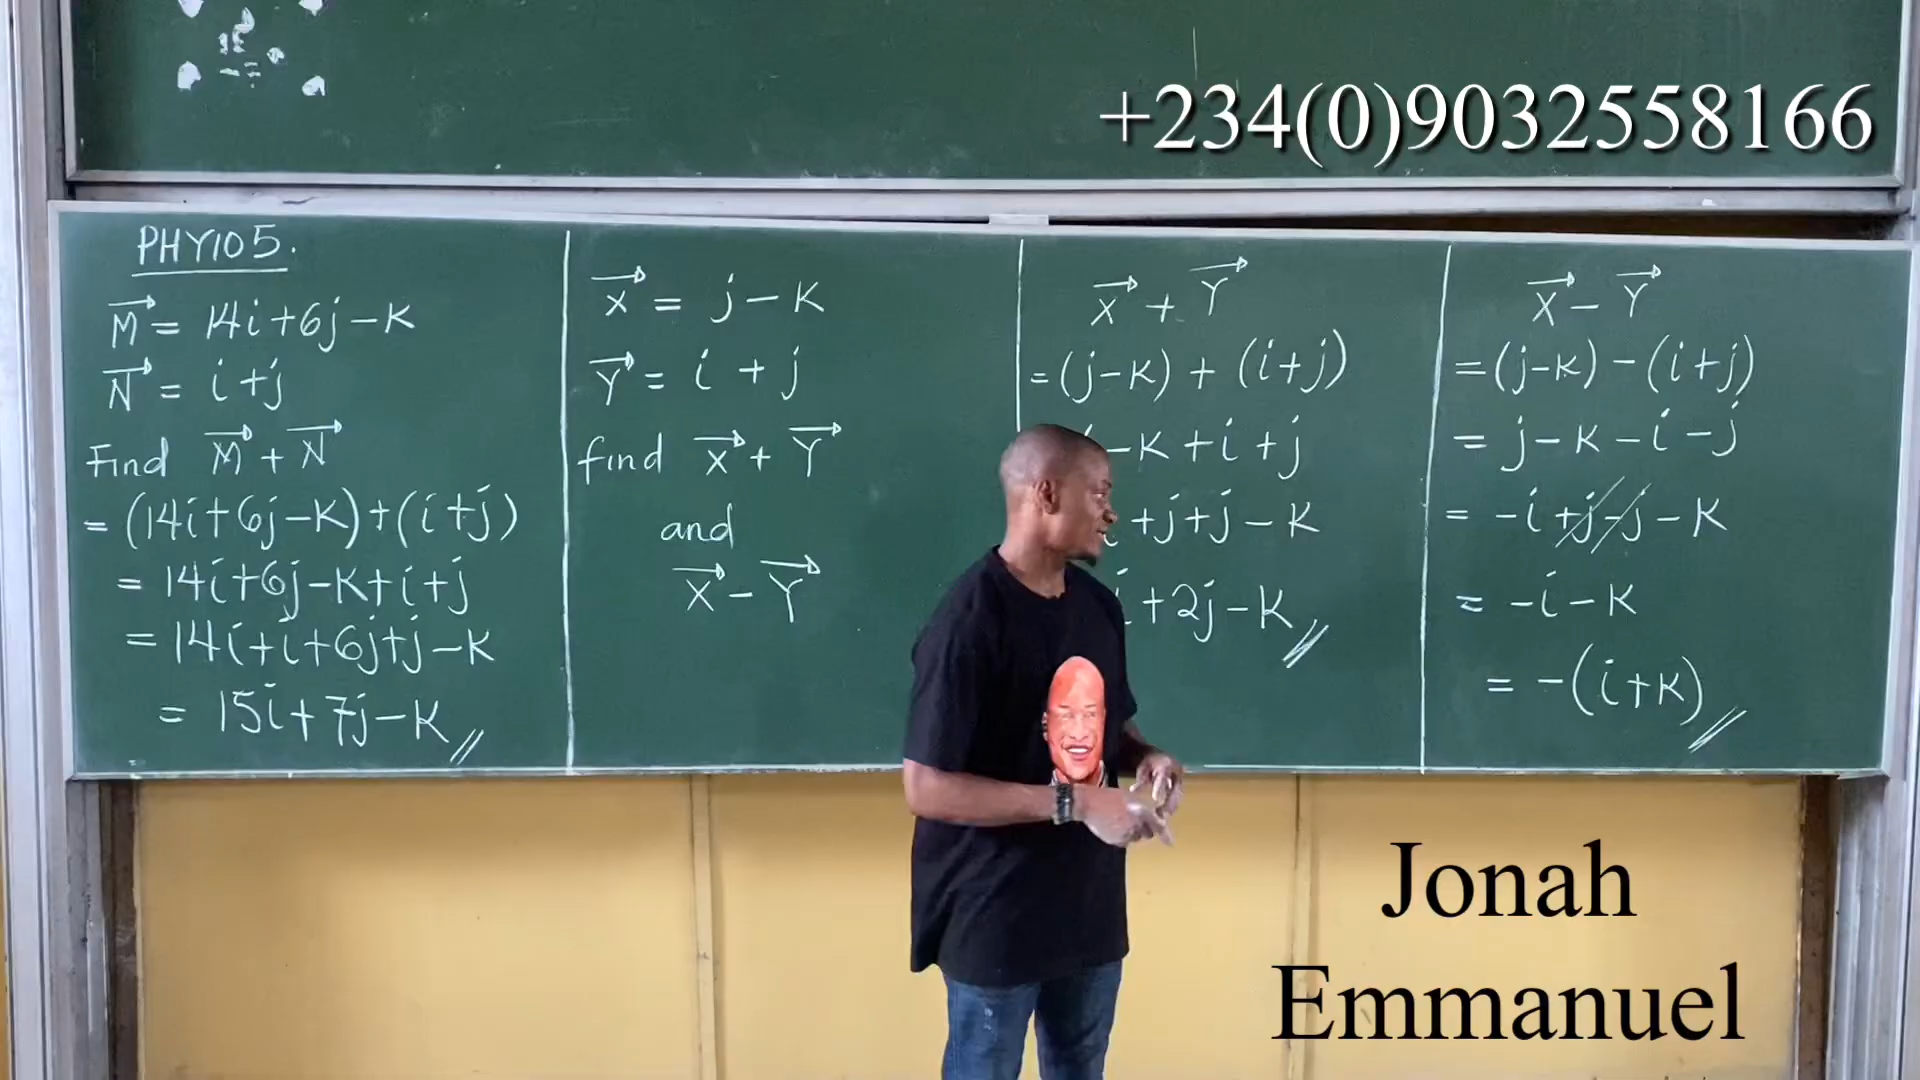 +234(0)9032558166
PHY105.
M = 14i+6j-K
N = i+j
Find M+N
= (14i+6j-K)+(i+j)
= 14i+6j-K+i+j
= 14i+i+6j+j-K
= 15i+7j-K//
X = j-K
Y = i+j
find X+Y
and
X-Y
X+Y
=(j-K)+(i+j)
-K+i+j
i+j+j-K
i+2j-K//
X-Y
=(j-K)-(i+j)
= j-K-i-j
= -i+j-j-K
= -i-K
= -(i+K)//
Jonah
Emmanuel